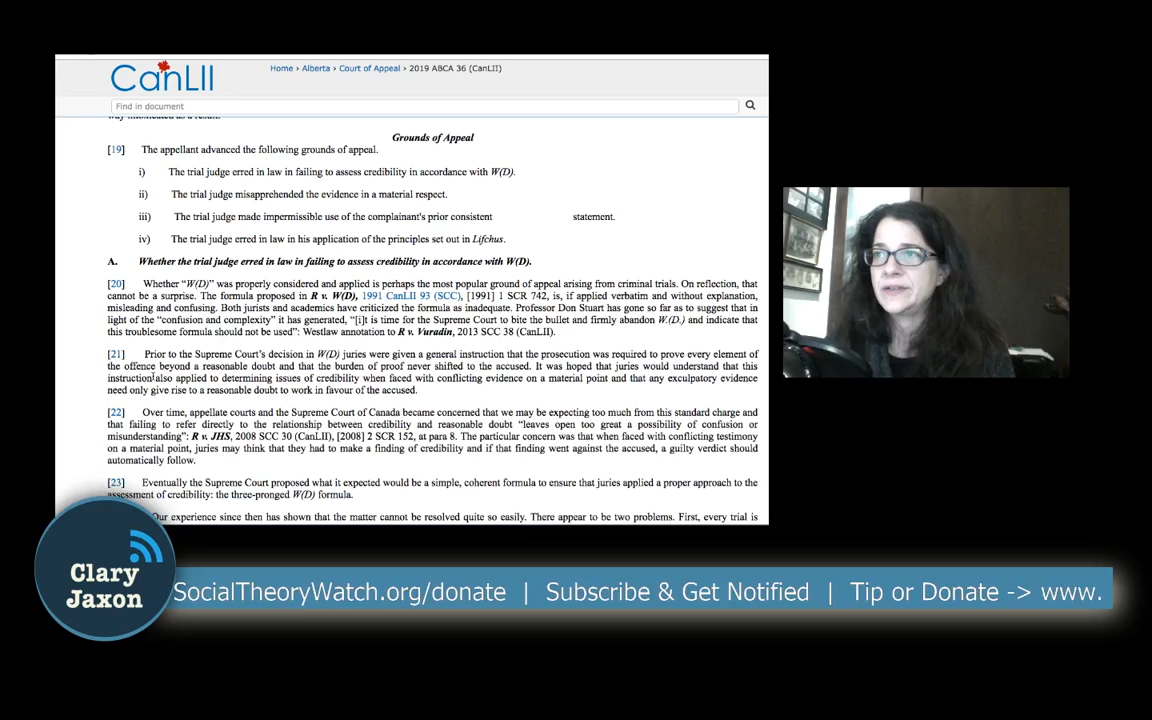 CanLII
Home › Alberta › Court of Appeal › 2019 ABCA 36 (CanLII)
Find in document
way intoxicated as a result.
Grounds of Appeal
[19] The appellant advanced the following grounds of appeal.
i) The trial judge erred in law in failing to assess credibility in accordance with W(D).
ii) The trial judge misapprehended the evidence in a material respect.
iii) The trial judge made impermissible use of the complainant's prior consistent statement.
iv) The trial judge erred in law in his application of the principles set out in Lifchus.
A. Whether the trial judge erred in law in failing to assess credibility in accordance with W(D).
[20] Whether “W(D)” was properly considered and applied is perhaps the most popular ground of appeal arising from criminal trials. On reflection, that
cannot be a surprise. The formula proposed in R v. W(D), 1991 CanLII 93 (SCC), [1991] 1 SCR 742, is, if applied verbatim and without explanation,
misleading and confusing. Both jurists and academics have criticized the formula as inadequate. Professor Don Stuart has gone so far as to suggest that in
light of the “confusion and complexity” it has generated, “[i]t is time for the Supreme Court to bite the bullet and firmly abandon W.(D.) and indicate that
this troublesome formula should not be used”: Westlaw annotation to R v. Vuradin, 2013 SCC 38 (CanLII).
[21] Prior to the Supreme Court's decision in W(D) juries were given a general instruction that the prosecution was required to prove every element of
the offence beyond a reasonable doubt and that the burden of proof never shifted to the accused. It was hoped that juries would understand that this
instruction also applied to determining issues of credibility when faced with conflicting evidence on a material point and that any exculpatory evidence
need only give rise to a reasonable doubt to work in favour of the accused.
[22] Over time, appellate courts and the Supreme Court of Canada became concerned that we may be expecting too much from this standard charge and
that failing to refer directly to the relationship between credibility and reasonable doubt “leaves open too great a possibility of confusion or
misunderstanding”: R v. JHS, 2008 SCC 30 (CanLII), [2008] 2 SCR 152, at para 8. The particular concern was that when faced with conflicting testimony
on a material point, juries may think that they had to make a finding of credibility and if that finding went against the accused, a guilty verdict should
automatically follow.
[23] Eventually the Supreme Court proposed what it expected would be a simple, coherent formula to ensure that juries applied a proper approach to the
assessment of credibility: the three-pronged W(D) formula.
Our experience since then has shown that the matter cannot be resolved quite so easily. There appear to be two problems. First, every trial is
Clary
Jaxon
SocialTheoryWatch.org/donate | Subscribe & Get Notified | Tip or Donate -> www.